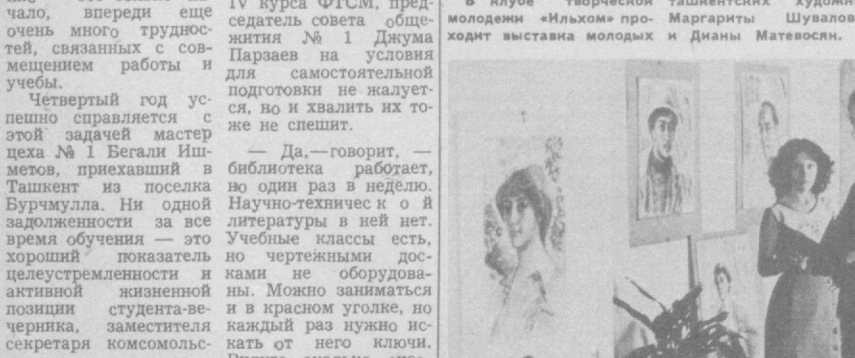 чало, впереди еще
очень много труднос-
тей, связанных с сов-
мещением работы и
учебы.
Четвертый год ус-
пешно справляется с
этой задачей мастер
цеха № 1 Бегали Иш-
метов, приехавший в
Ташкент из поселка
Бурчмулла. Ни одной
задолженности за все
время обучения — это
хороший показатель
целеустремленности и
активной жизненной
позиции студента-ве-
черника, заместителя
секретаря комсомольс-
IV курса ФТСМ, пред-
седатель совета обще-
жития № 1 Джума
Парзаев на условия
для самостоятельной
подготовки не жалует-
ся, но и хвалить их то-
же не спешит.
— Да,—говорит, —
библиотека работает,
но один раз в неделю.
Научно-техничес к о й
литературы в ней нет.
Учебные классы есть,
но чертежными дос-
ками не оборудова-
ны. Можно заниматься
и в красном уголке, но
каждый раз нужно ис-
кать от него ключи.
В клубе творческой
молодежи «Ильхом» про-
ходит выставка молодых
ташкентских художни
Маргариты Шувалов
и Дианы Матевосян.